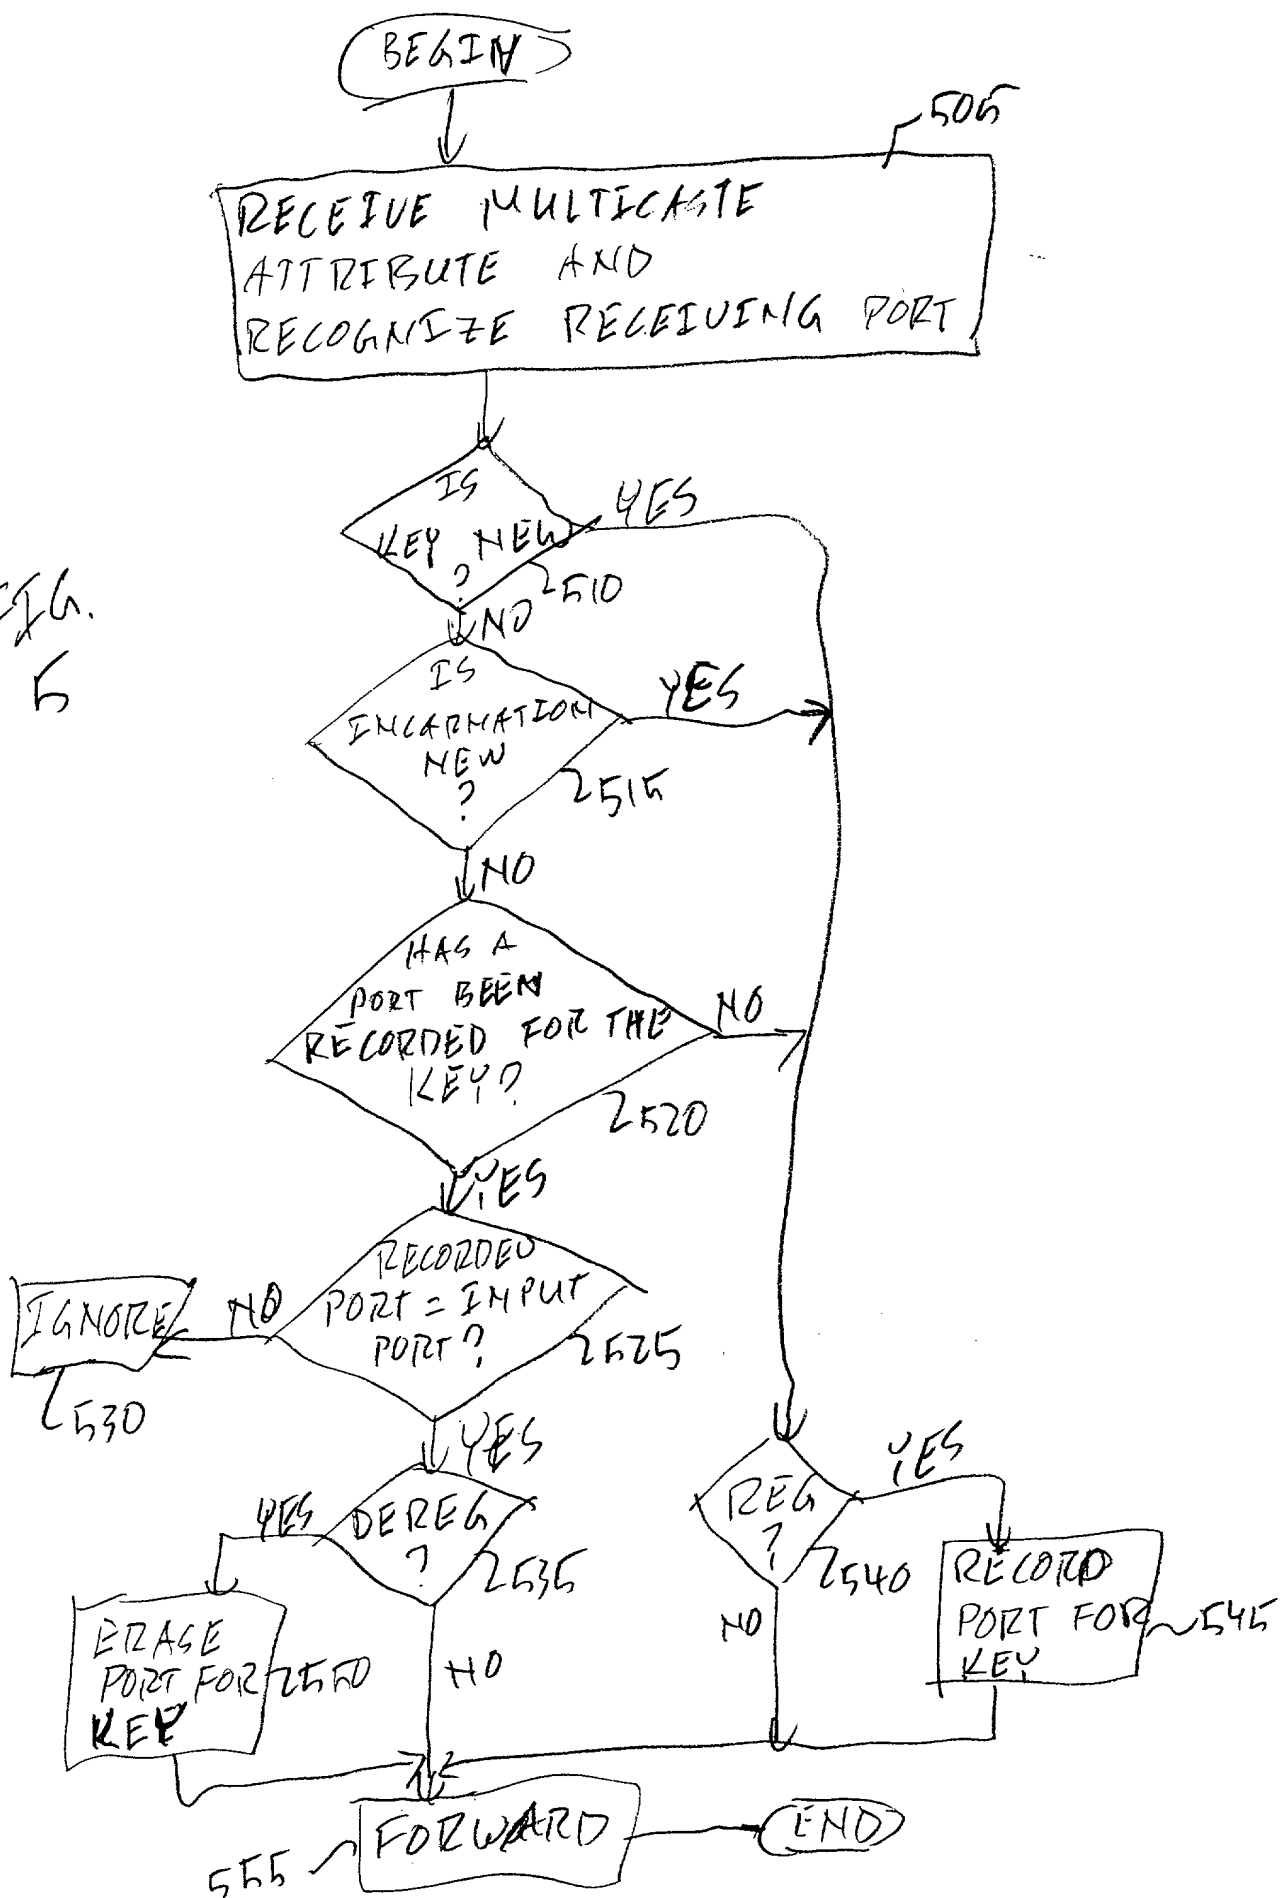 BEGIN
505
RECEIVE MULTICASTE
ATTRIBUTE AND
RECOGNIZE RECEIVING PORT
IS
KEY NEW
?
YES
510
NO
FIG.
5
IS
INCARNATION
NEW
?
YES
515
NO
HAS A
PORT BEEN
RECORDED FOR THE
KEY?
NO
520
YES
RECORDED
PORT = INPUT
PORT?
NO
IGNORE
525
530
YES
DEREG
?
YES
535
REG
?
YES
540
RECORD
PORT FOR
KEY
545
NO
ERASE
PORT FOR
KEY
550
NO
FORWARD
555
END